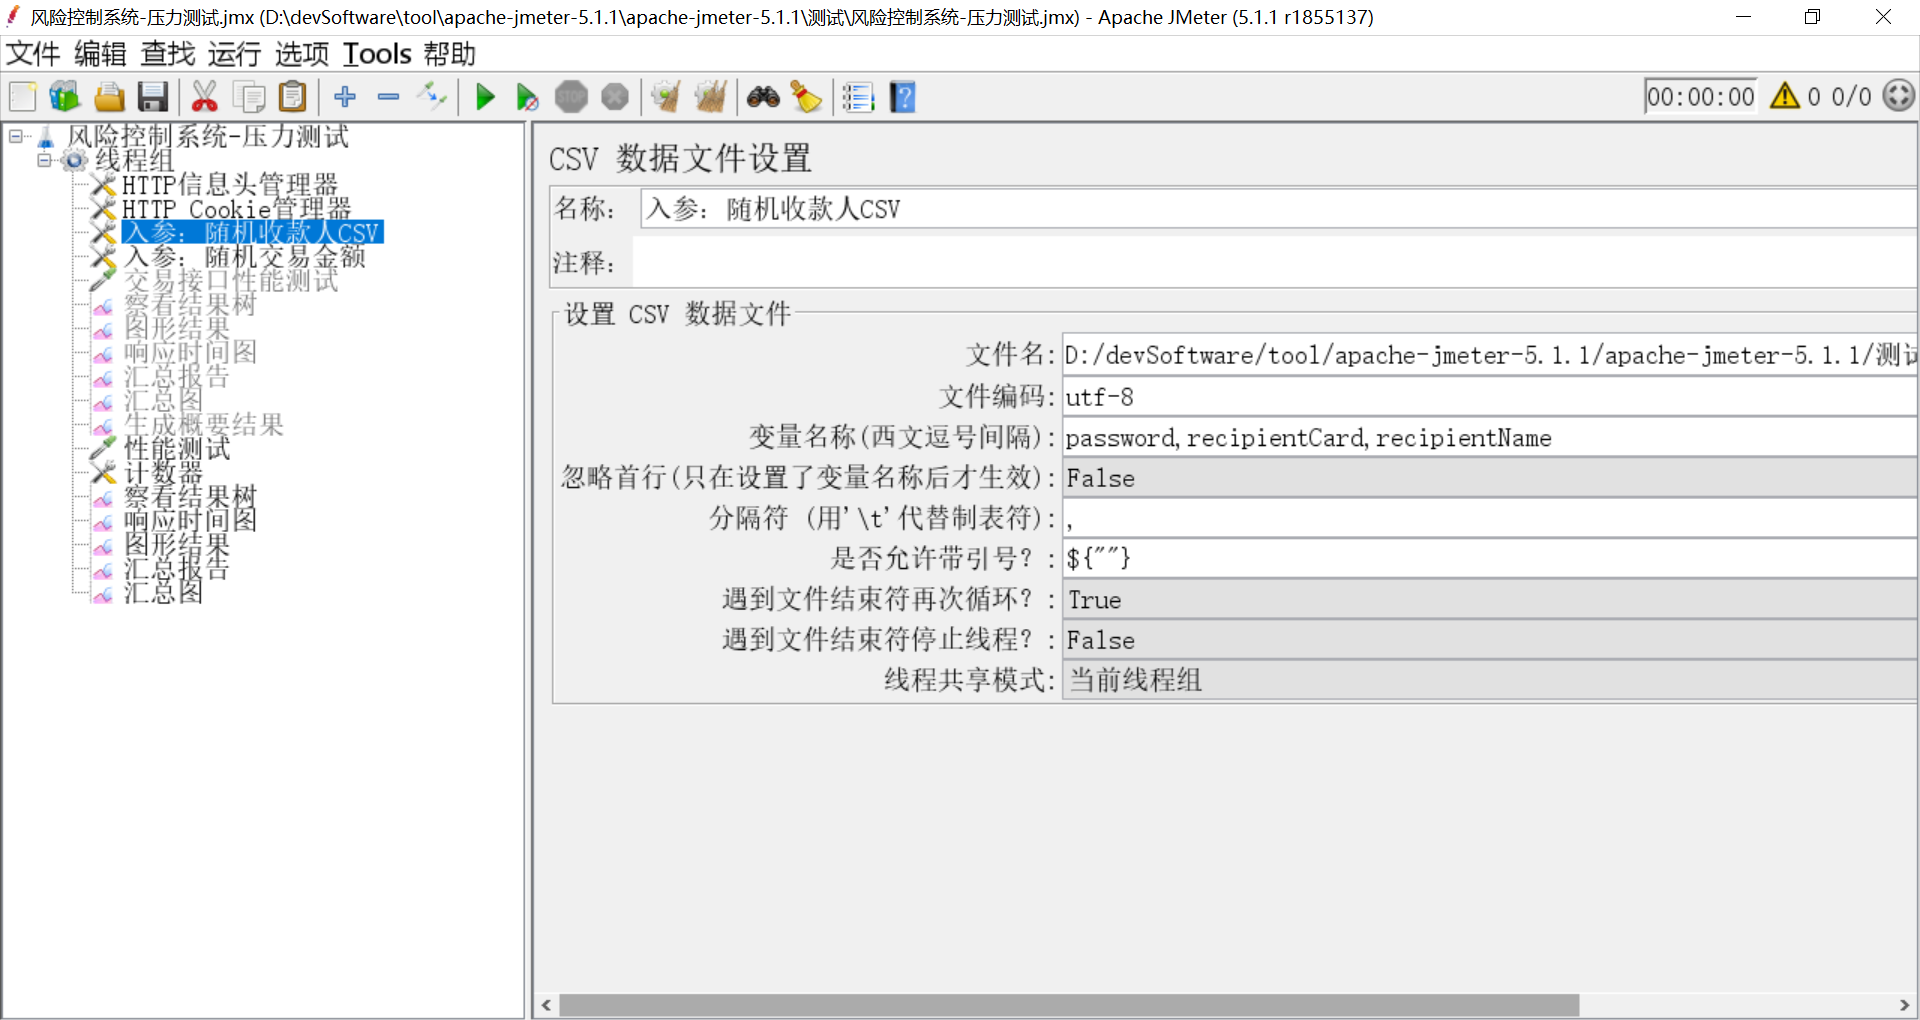 风险控制系统-压力测试.jmx (D:\devSoftware\tool\apache-jmeter-5.1.1\apache-jmeter-5.1.1\测试\风险控制系统-压力测试.jmx) - Apache JMeter (5.1.1 r1855137)
文件 编辑 查找 运行 选项 Tools 帮助
STOP ? 00:00:00 0 0/0
风险控制系统-压力测试
线程组
HTTP信息头管理器
HTTP Cookie管理器
入参: 随机收款人CSV
入参: 随机交易金额
交易接口性能测试
察看结果树
图形结果
响应时间图
汇总报告
汇总图
生成概要结果
性能测试
计数器
察看结果树
响应时间图
图形结果
汇总报告
汇总图
CSV 数据文件设置
名称: 入参: 随机收款人CSV
注释:
设置 CSV 数据文件
文件名: D:/devSoftware/tool/apache-jmeter-5.1.1/apache-jmeter-5.1.1/测试
文件编码: utf-8
变量名称(西文逗号间隔): password,recipientCard,recipientName
忽略首行(只在设置了变量名称后才生效): False
分隔符 (用'\t'代替制表符): ,
是否允许带引号? : ${""}
遇到文件结束符再次循环? : True
遇到文件结束符停止线程? : False
线程共享模式: 当前线程组